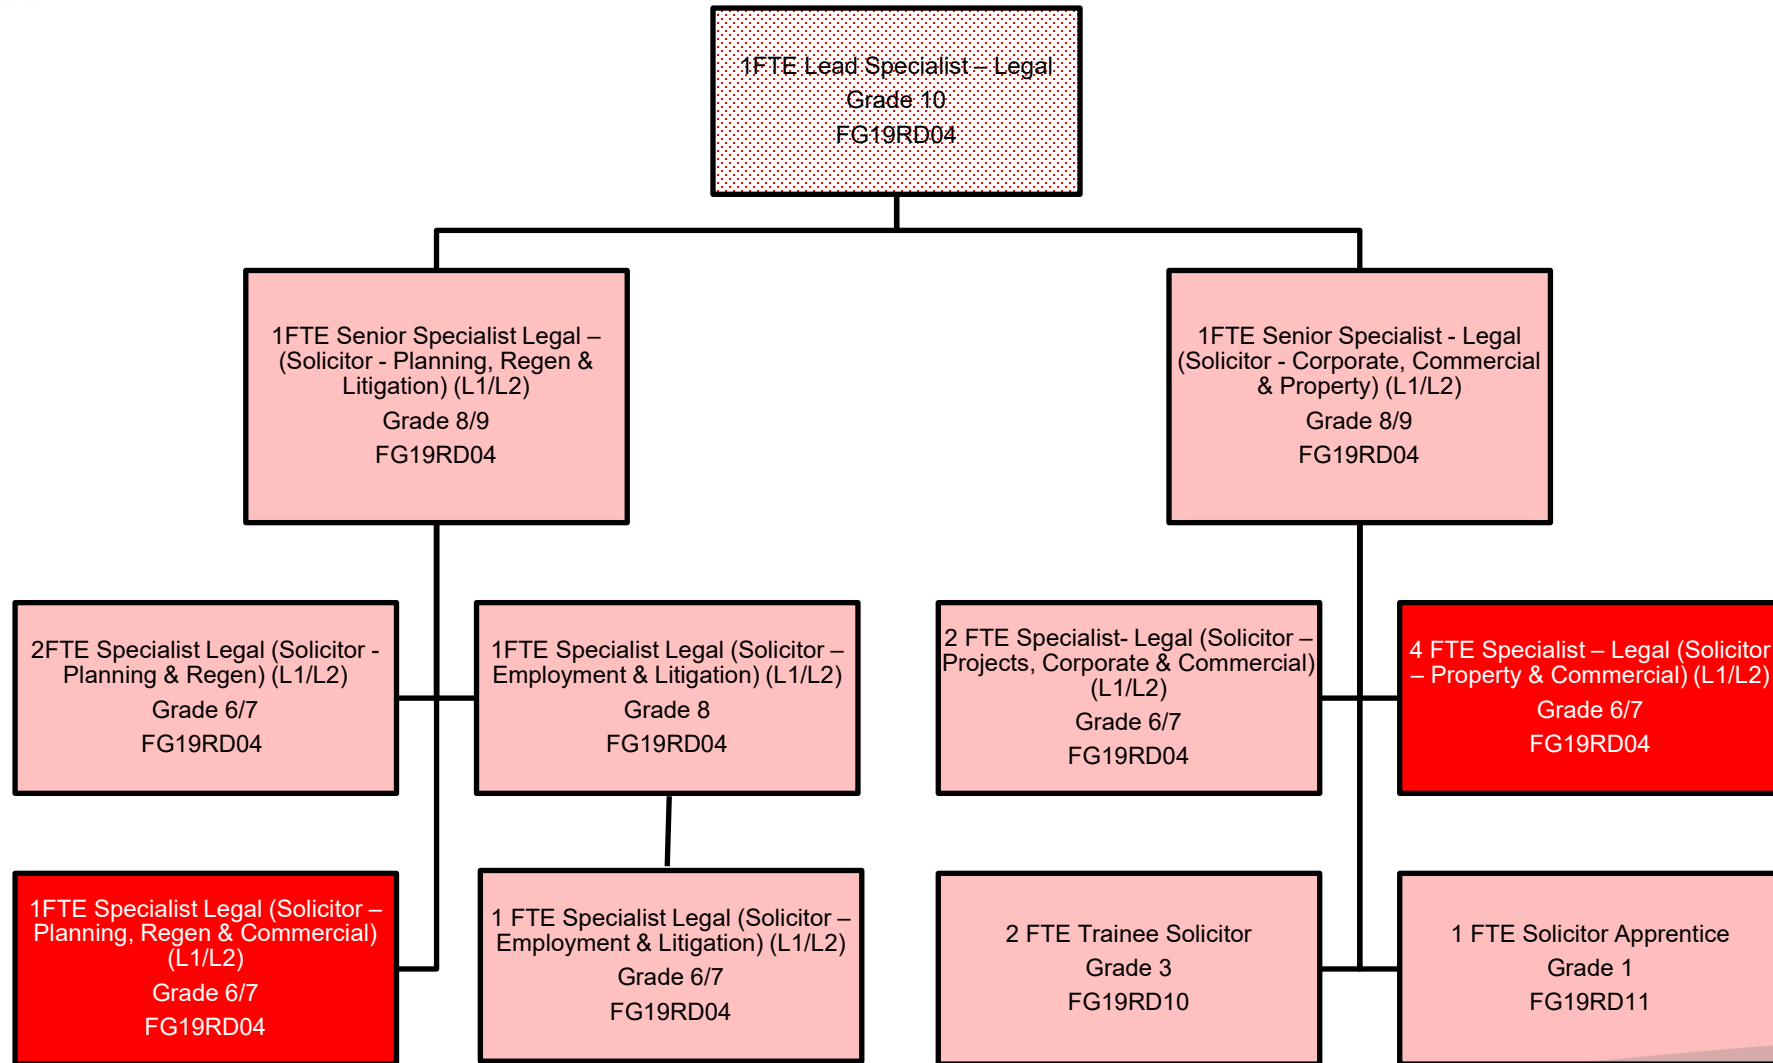 1FTE Lead Specialist – Legal
Grade 10
FG19RD04
1FTE Senior Specialist Legal –
(Solicitor - Planning, Regen &
Litigation) (L1/L2)
Grade 8/9
FG19RD04
1FTE Senior Specialist - Legal
(Solicitor - Corporate, Commercial
& Property) (L1/L2)
Grade 8/9
FG19RD04
2FTE Specialist Legal (Solicitor -
Planning & Regen) (L1/L2)
Grade 6/7
FG19RD04
1FTE Specialist Legal (Solicitor –
Employment & Litigation) (L1/L2)
Grade 8
FG19RD04
2 FTE Specialist- Legal (Solicitor –
Projects, Corporate & Commercial)
(L1/L2)
Grade 6/7
FG19RD04
4 FTE Specialist – Legal (Solicitor
– Property & Commercial) (L1/L2)
Grade 6/7
FG19RD04
1FTE Specialist Legal (Solicitor –
Planning, Regen & Commercial)
(L1/L2)
Grade 6/7
FG19RD04
1 FTE Specialist Legal (Solicitor –
Employment & Litigation) (L1/L2)
Grade 6/7
FG19RD04
2 FTE Trainee Solicitor
Grade 3
FG19RD10
1 FTE Solicitor Apprentice
Grade 1
FG19RD11